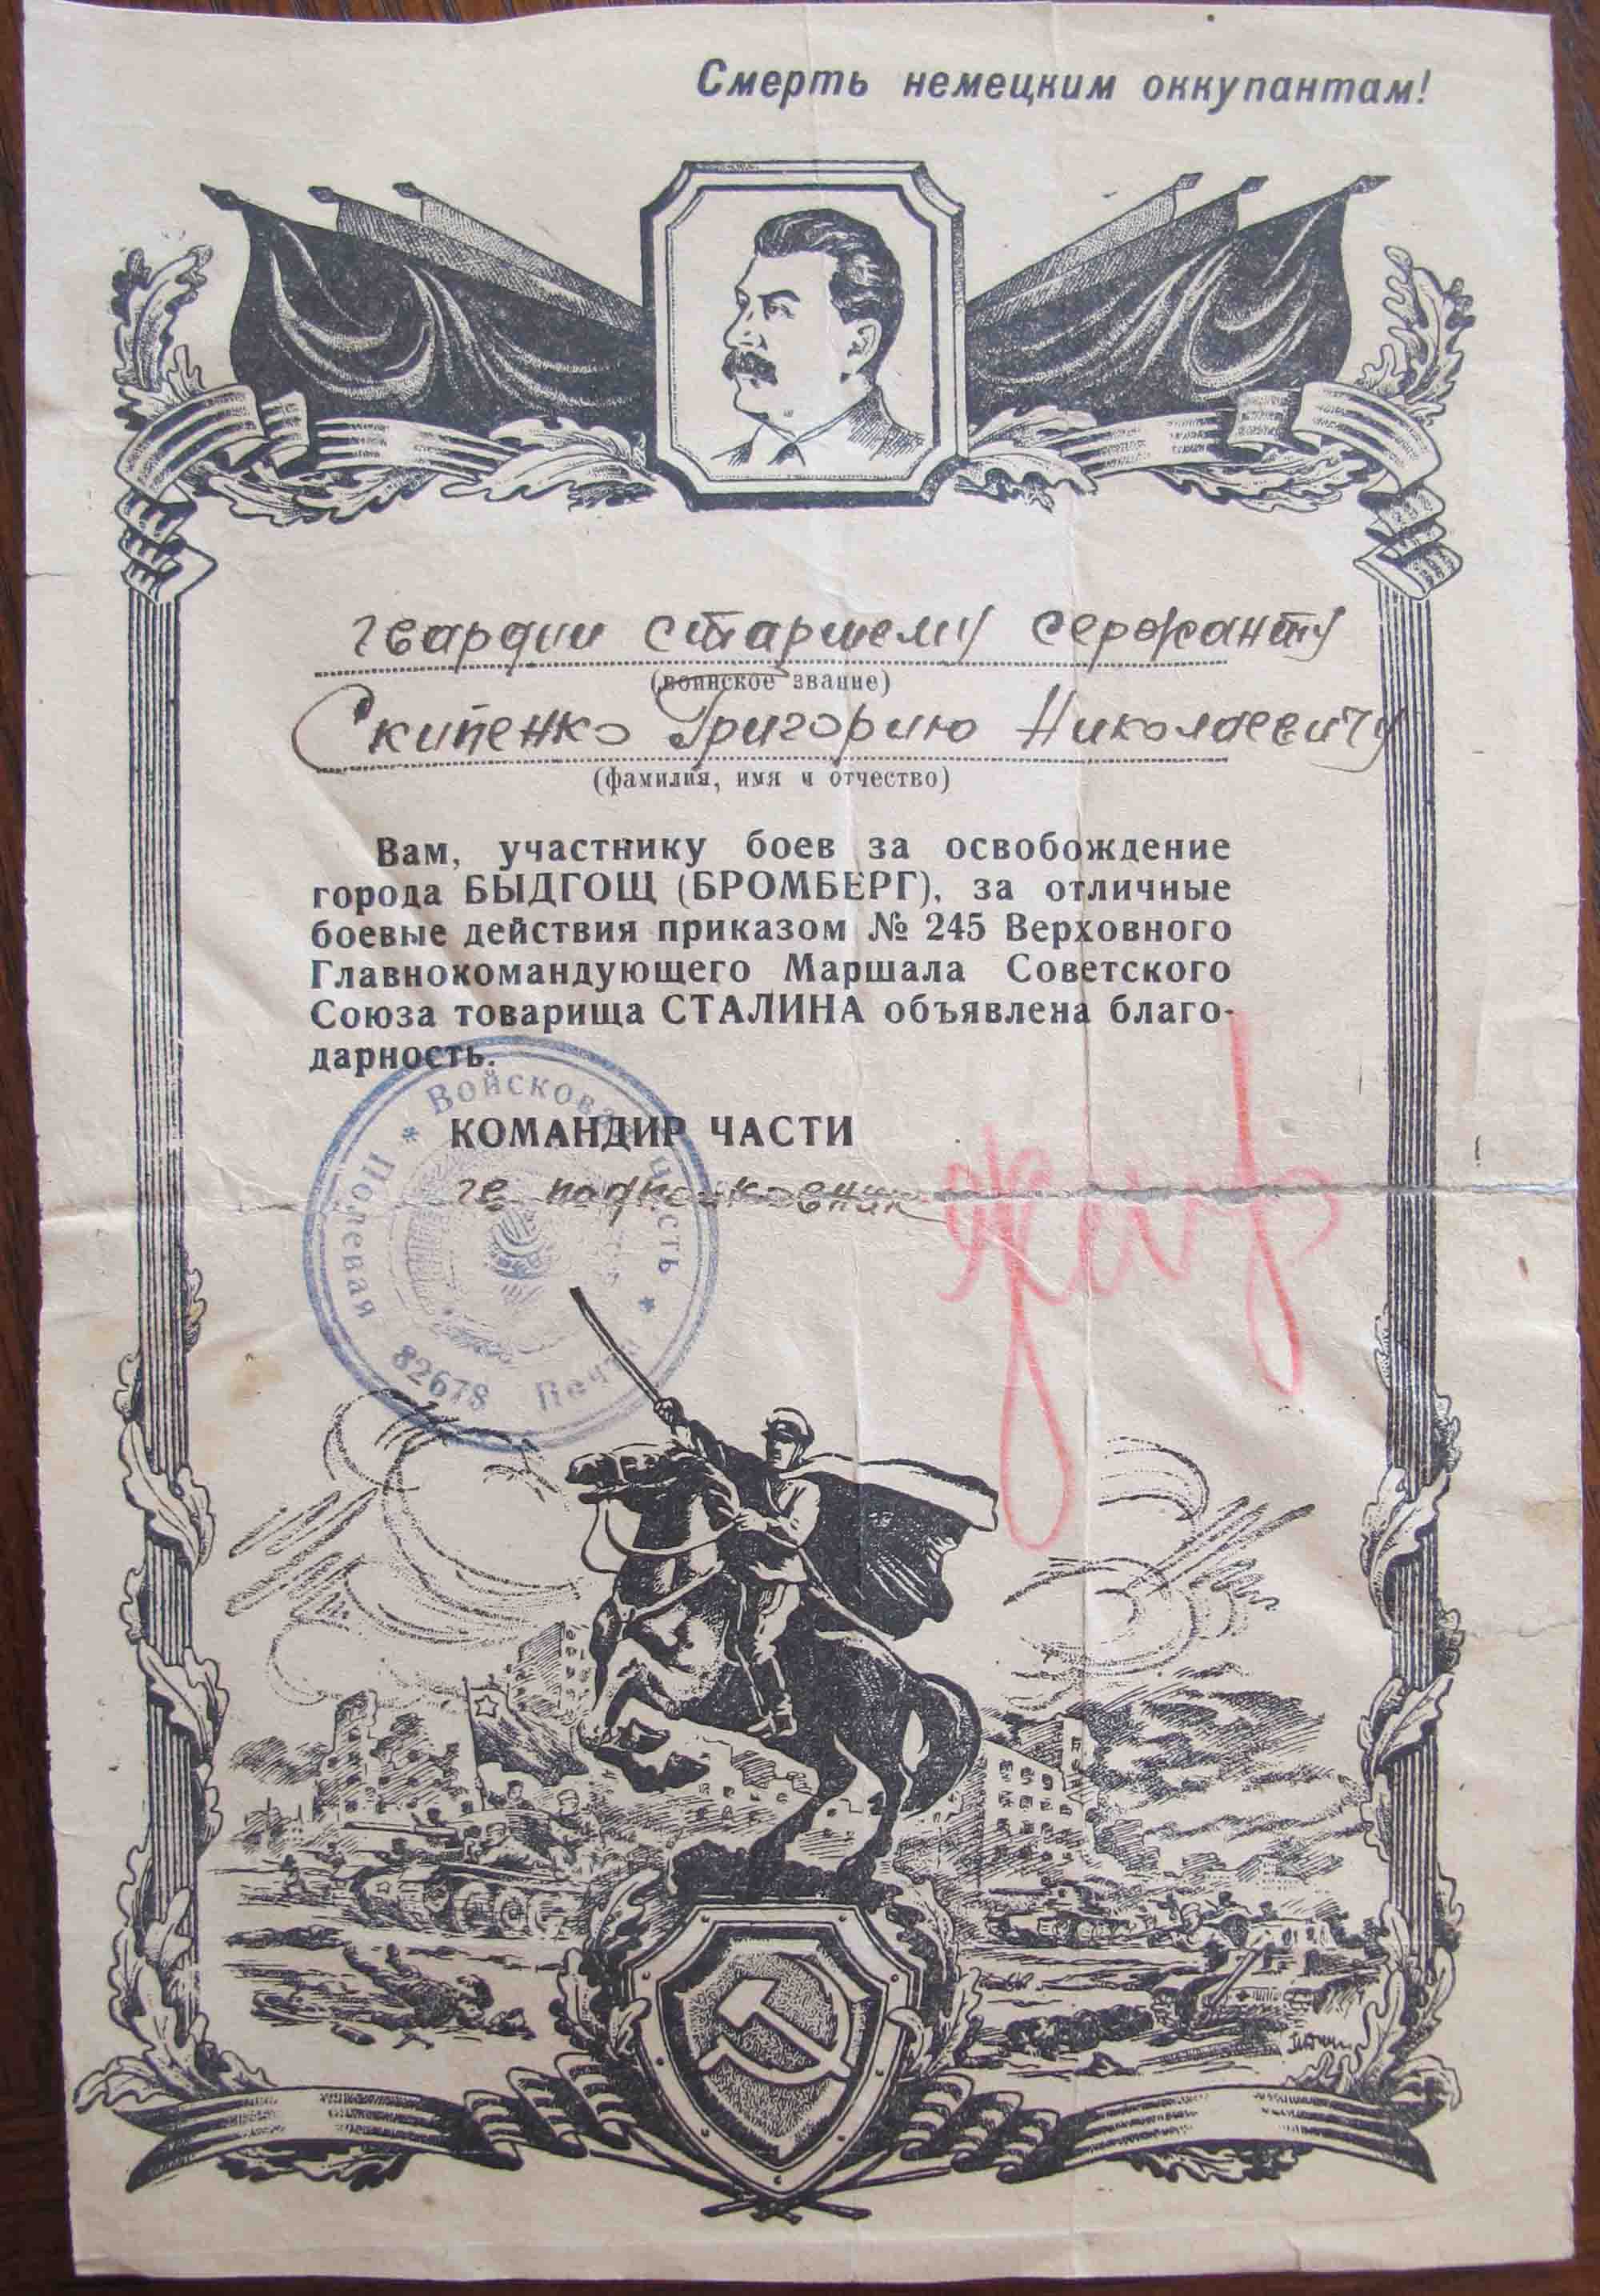 Смерть немецким оккупантам!
гвардии старшему сержанту
(воинское звание)
Скипенко Григорию Николаевичу
(фамилия, имя и отчество)
Вам, участнику боев за освобождение
города БЫДГОЩ (БРОМБЕРГ), за отличные
боевые действия приказом № 245 Верховного
Главнокомандующего Маршала Советского
Союза товарища СТАЛИНА объявлена благо-
дарность.
КОМАНДИР ЧАСТИ
гв. подполковник
* Войсковая часть *
Полевая Почта
82678